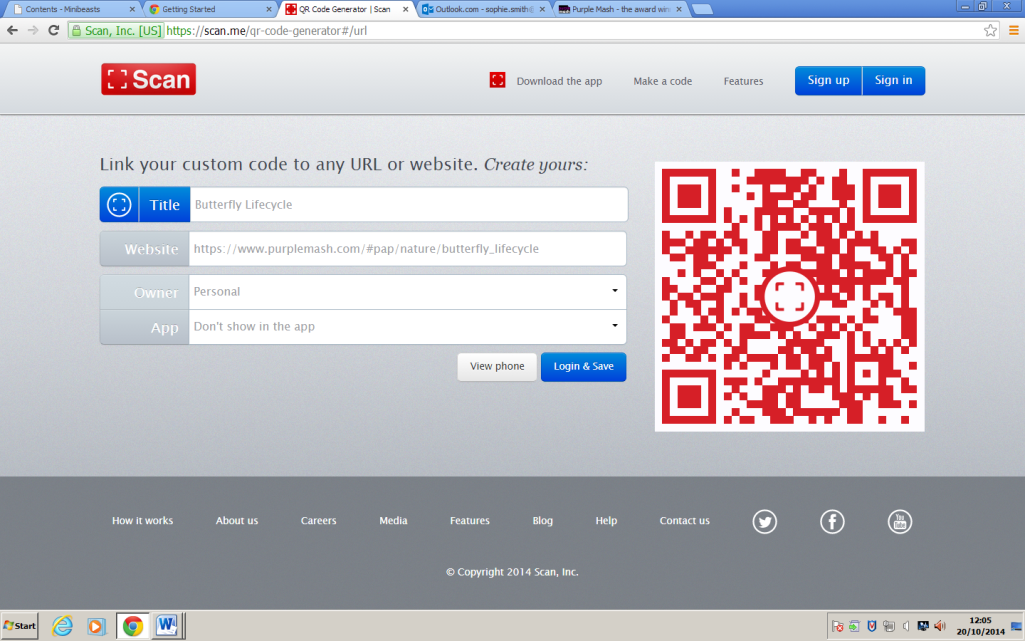 Contents - Minibeasts
Getting Started
QR Code Generator | Scan
Outlook.com - sophie.smith@
Purple Mash - the award win
Scan, Inc. [US] https://scan.me/qr-code-generator#/url
Scan
Download the app
Make a code
Features
Sign up
Sign in
Link your custom code to any URL or website. Create yours:
Title Butterfly Lifecycle
Website https://www.purplemash.com/#pap/nature/butterfly_lifecycle
Owner Personal
App Don't show in the app
View phone
Login & Save
How it works
About us
Careers
Media
Features
Blog
Help
Contact us
You
Tube
© Copyright 2014 Scan, Inc.
Start
12:05
20/10/2014